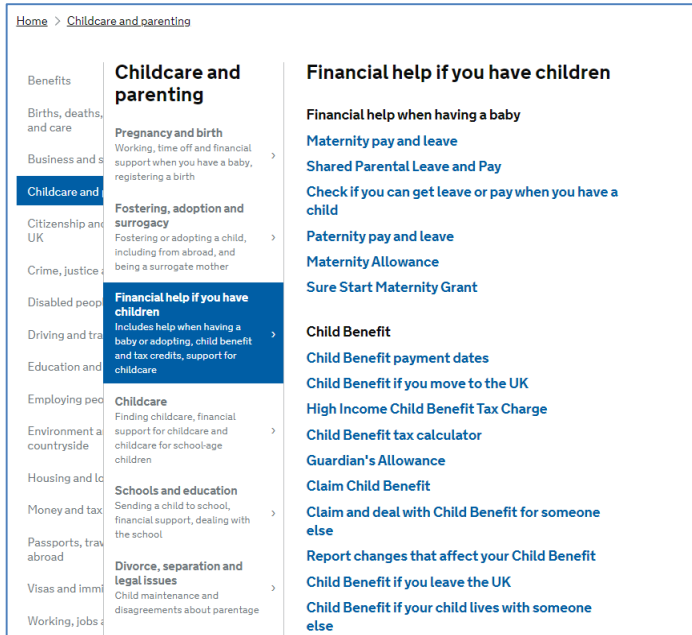 Home > Childcare and parenting
Benefits
Births, deaths,
and care
Business and s
Childcare and p
Citizenship and
UK
Crime, justice a
Disabled peopl
Driving and tra
Education and
Employing peo
Environment a
countryside
Housing and lo
Money and tax
Passports, trav
abroad
Visas and immi
Working, jobs a
Childcare and
parenting
Pregnancy and birth
Working, time off and financial
support when you have a baby,
registering a birth
Fostering, adoption and
surrogacy
Fostering or adopting a child,
including from abroad, and
being a surrogate mother
Financial help if you have
children
Includes help when having a
baby or adopting, child benefit
and tax credits, support for
childcare
Childcare
Finding childcare, financial
support for childcare and
childcare for school-age
children
Schools and education
Sending a child to school,
financial support, dealing with
the school
Divorce, separation and
legal issues
Child maintenance and
disagreements about parentage
Financial help if you have children
Financial help when having a baby
Maternity pay and leave
Shared Parental Leave and Pay
Check if you can get leave or pay when you have a
child
Paternity pay and leave
Maternity Allowance
Sure Start Maternity Grant
Child Benefit
Child Benefit payment dates
Child Benefit if you move to the UK
High Income Child Benefit Tax Charge
Child Benefit tax calculator
Guardian's Allowance
Claim Child Benefit
Claim and deal with Child Benefit for someone
else
Report changes that affect your Child Benefit
Child Benefit if you leave the UK
Child Benefit if your child lives with someone
else